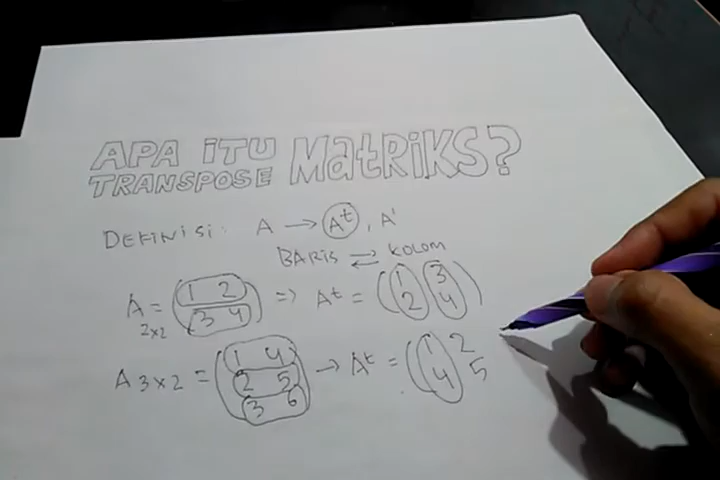 APA ITU
TRANSPOSE MatRiKS?
DEFINISI: A → Aᵗ, A'
BARIS ⇄ KOLOM
A = (1 2 => Aᵗ = (1 3
2x2 3 4) 2 4)
A 3x2 = (1 4 → Aᵗ = (1 2
2 5 4 5
3 6)